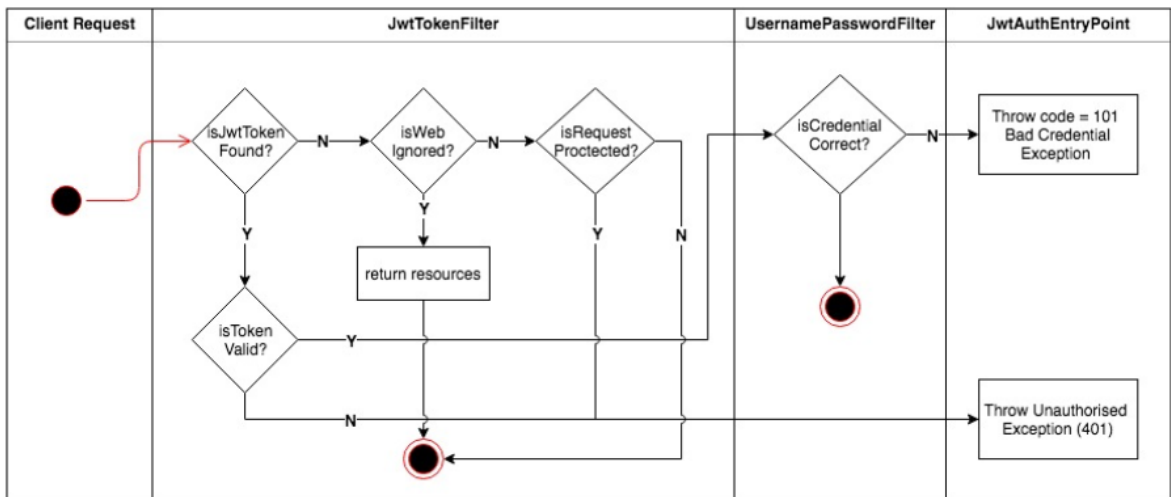 Client Request
JwtTokenFilter
UsernamePasswordFilter
JwtAuthEntryPoint
isJwtToken
Found?
N
isWeb
Ignored?
N
isRequest
Proctected?
isCredential
Correct?
N
Throw code = 101
Bad Credential
Exception
Y
Y
Y
N
return resources
isToken
Valid?
Y
N
Throw Unauthorised
Exception (401)